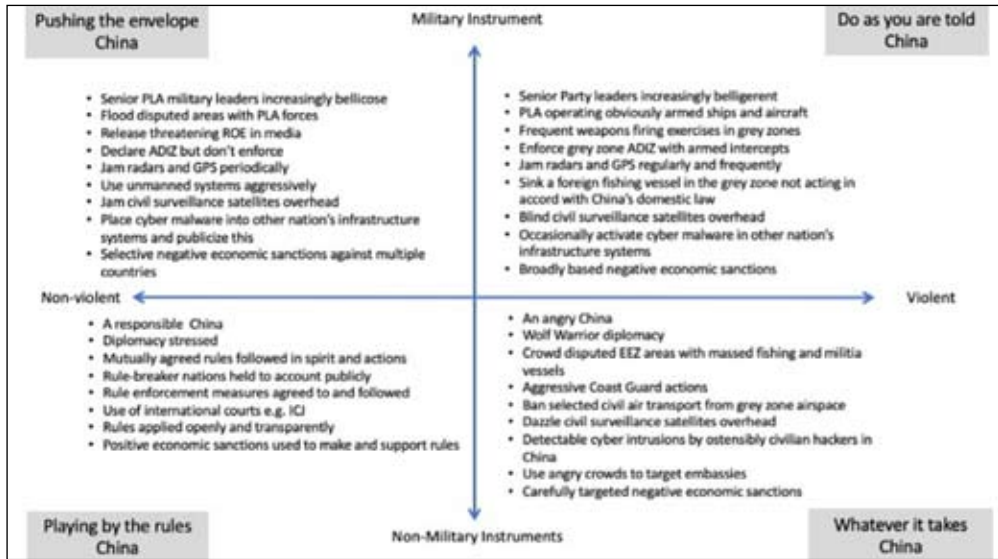 Pushing the envelope
China
Military Instrument
Do as you are told
China
• Senior PLA military leaders increasingly bellicose
• Flood disputed areas with PLA forces
• Release threatening ROE in media
• Declare ADIZ but don't enforce
• Jam radars and GPS periodically
• Use unmanned systems aggressively
• Jam civil surveillance satellites overhead
• Place cyber malware into other nation's infrastructure
systems and publicize this
• Selective negative economic sanctions against multiple
countries
• Senior Party leaders increasingly belligerent
• PLA operating obviously armed ships and aircraft
• Frequent weapons firing exercises in grey zones
• Enforce grey zone ADIZ with armed intercepts
• Jam radars and GPS regularly and frequently
• Sink a foreign fishing vessel in the grey zone not acting in
accord with China's domestic law
• Blind civil surveillance satellites overhead
• Occasionally activate cyber malware in other nation's
infrastructure systems
• Broadly based negative economic sanctions
Non-violent
Violent
• A responsible China
• Diplomacy stressed
• Mutually agreed rules followed in spirit and actions
• Rule-breaker nations held to account publicly
• Rule enforcement measures agreed to and followed
• Use of international courts e.g. ICJ
• Rules applied openly and transparently
• Positive economic sanctions used to make and support rules
• An angry China
• Wolf Warrior diplomacy
• Crowd disputed EEZ areas with massed fishing and militia
vessels
• Aggressive Coast Guard actions
• Ban selected civil air transport from grey zone airspace
• Dazzle civil surveillance satellites overhead
• Detectable cyber intrusions by ostensibly civilian hackers in
China
• Use angry crowds to target embassies
• Carefully targeted negative economic sanctions
Playing by the rules
China
Non-Military Instruments
Whatever it takes
China